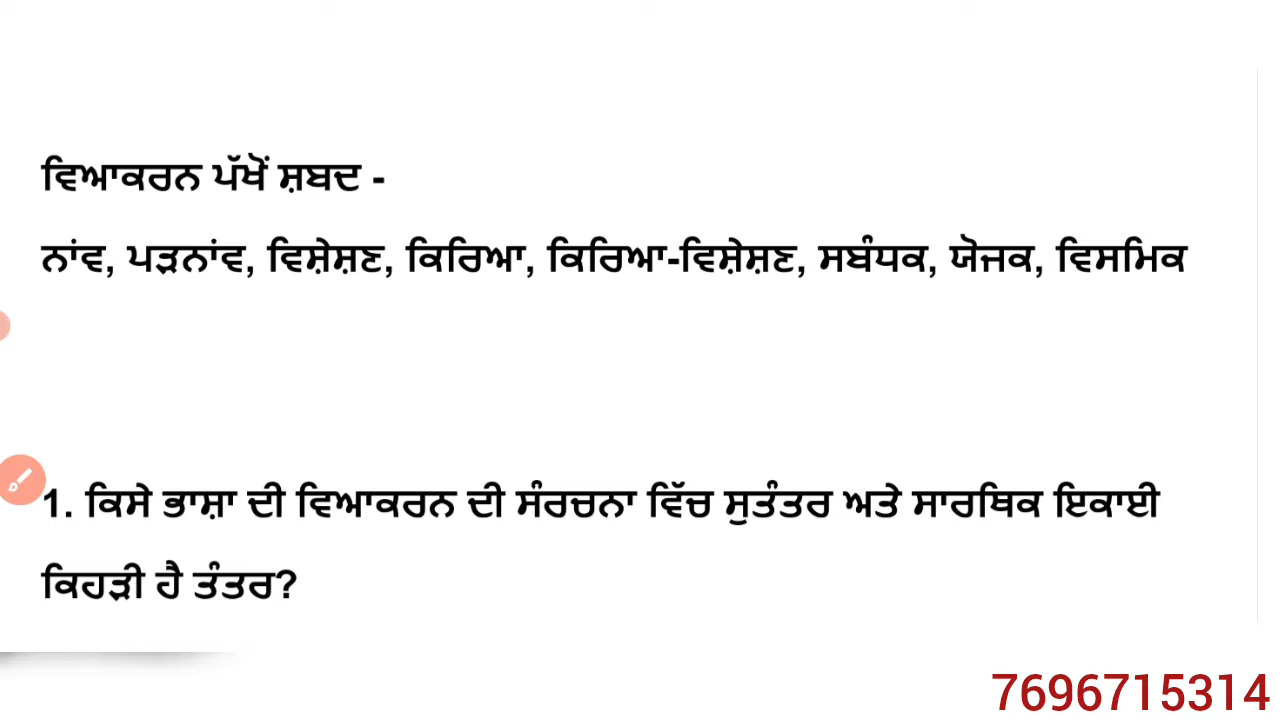 ਵਿਆਕਰਨ ਪੱਖੋਂ ਸ਼ਬਦ -
ਨਾਂਵ, ਪੜਨਾਂਵ, ਵਿਸ਼ੇਸ਼ਣ, ਕਿਰਿਆ, ਕਿਰਿਆ-ਵਿਸ਼ੇਸ਼ਣ, ਸਬੰਧਕ, ਯੋਜਕ, ਵਿਸਮਿਕ
1. ਕਿਸੇ ਭਾਸ਼ਾ ਦੀ ਵਿਆਕਰਨ ਦੀ ਸੰਰਚਨਾ ਵਿੱਚ ਸੁਤੰਤਰ ਅਤੇ ਸਾਰਥਿਕ ਇਕਾਈ
ਕਿਹੜੀ ਹੈ ਤੰਤਰ?
7696715314